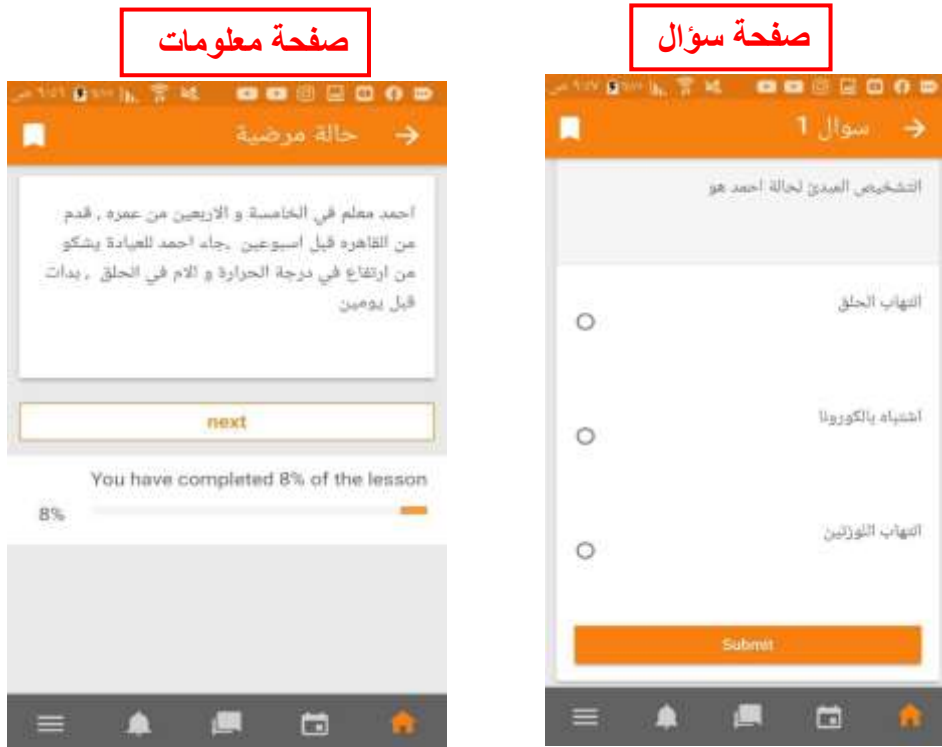 صفحة سؤال
سوال 1
التشخيص المبدئ لحالة احمد هو
التهاب الحلق
اشتباه بالكورونا
التهاب اللوزتين
Submit
صفحة معلومات
حالة مرضية
احمد معلم في الخامسة و الاربعين من عمره , قدم
من القاهره قبل اسبوعين ,جاء احمد للعيادة يشكو
من ارتفاع في درجة الحرارة و الام في الحلق , بدات
قبل يومين
next
You have completed 8% of the lesson
8%